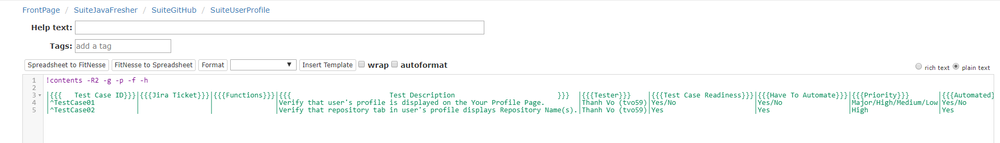 FrontPage / SuiteJavaFresher / SuiteGitHub / SuiteUserProfile
Help text:
Tags: add a tag
Spreadsheet to FitNesse FitNesse to Spreadsheet Format Insert Template wrap autoformat rich text plain text
1 !contents -R2 -g -p -f -h
2
3 |{{{   Test Case ID}}}|{{{Jira Ticket}}}|{{{Functions}}}|{{{                       Test Description                        }}}  |{{{Tester}}}    |{{{Test Case Readiness}}}|{{{Have To Automate}}}|{{{Priority}}}       |{{{Automated}
4 |^TestCase01          |                 |               |Verify that user's profile is displayed on the Your Profile Page.        |Thanh Vo (tvo59)|Yes/No                   |Yes/No                |Major/High/Medium/Low|Yes/No
5 |^TestCase02          |                 |               |Verify that repository tab in user's profile displays Repository Name(s).|Thanh Vo (tvo59)|Yes                      |Yes                   |High                 |Yes